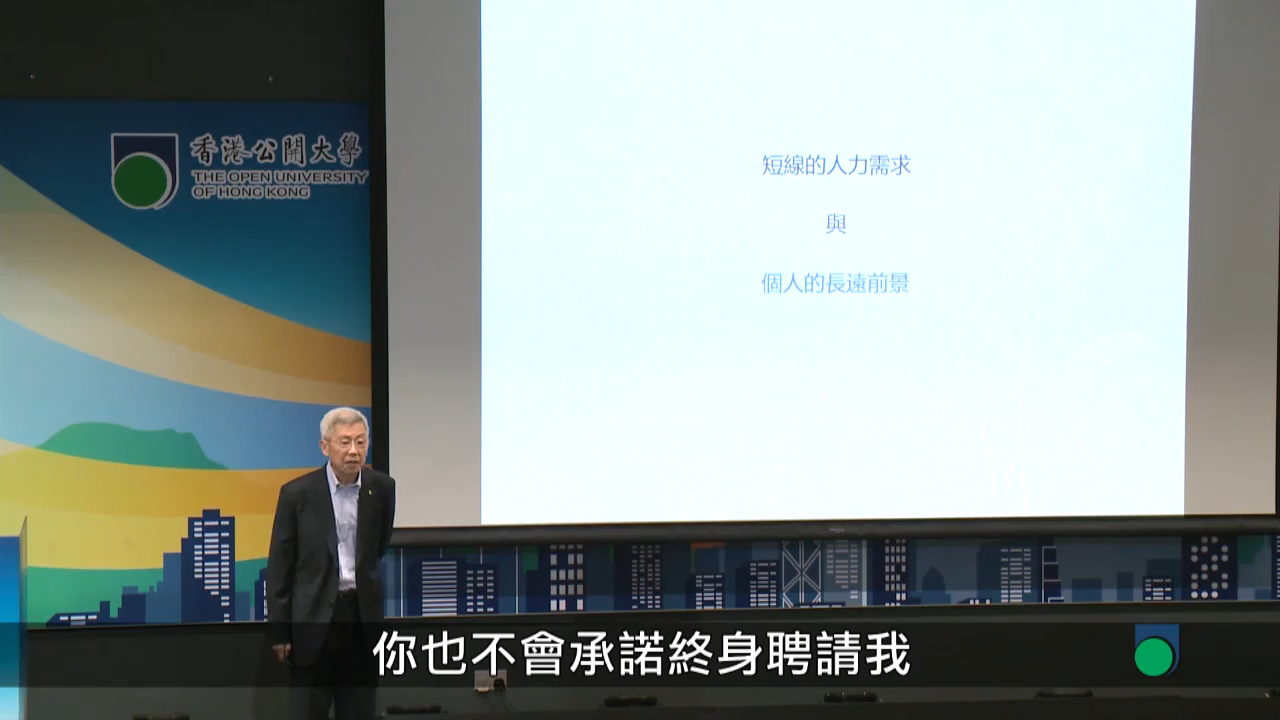 香港公開大學
THE OPEN UNIVERSITY
OF HONG KONG
短線的人力需求
與
個人的長遠前景
你也不會承諾終身聘請我